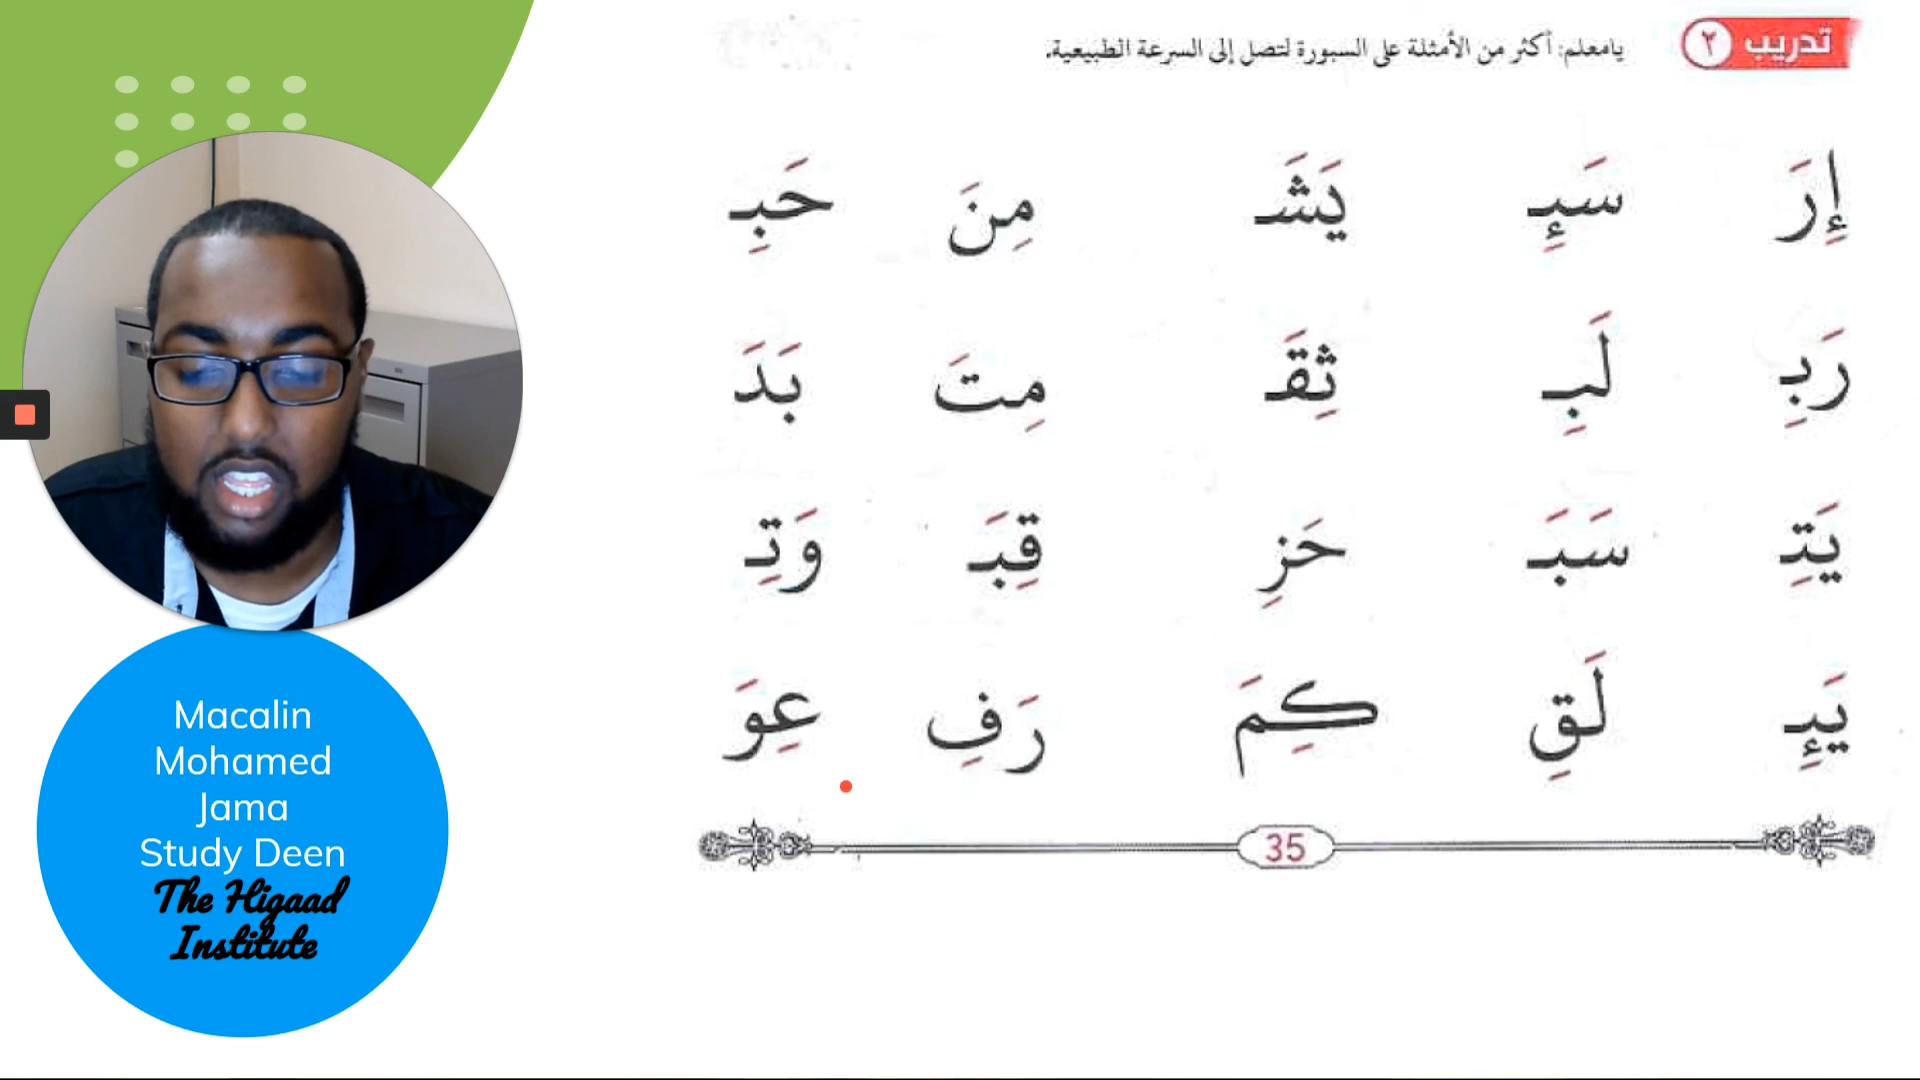 تدريب ٢ يامعلم: أكثر من الأمثلة على السبورة لتصل إلى السرعة الطبيعية.
إِرَ سَئِـ يَشَـ مِنَ حَبِـ
رَبِـ لَبِـ ثِقَـ مِتَ بَدَ
يَتِـ سَبَـ حَزِ قِبَـ وَتِـ
يَئِـ لَقِ كِمَ رَفِ عِوَ
35
Macalin
Mohamed
Jama
Study Deen
The Higaad
Institute